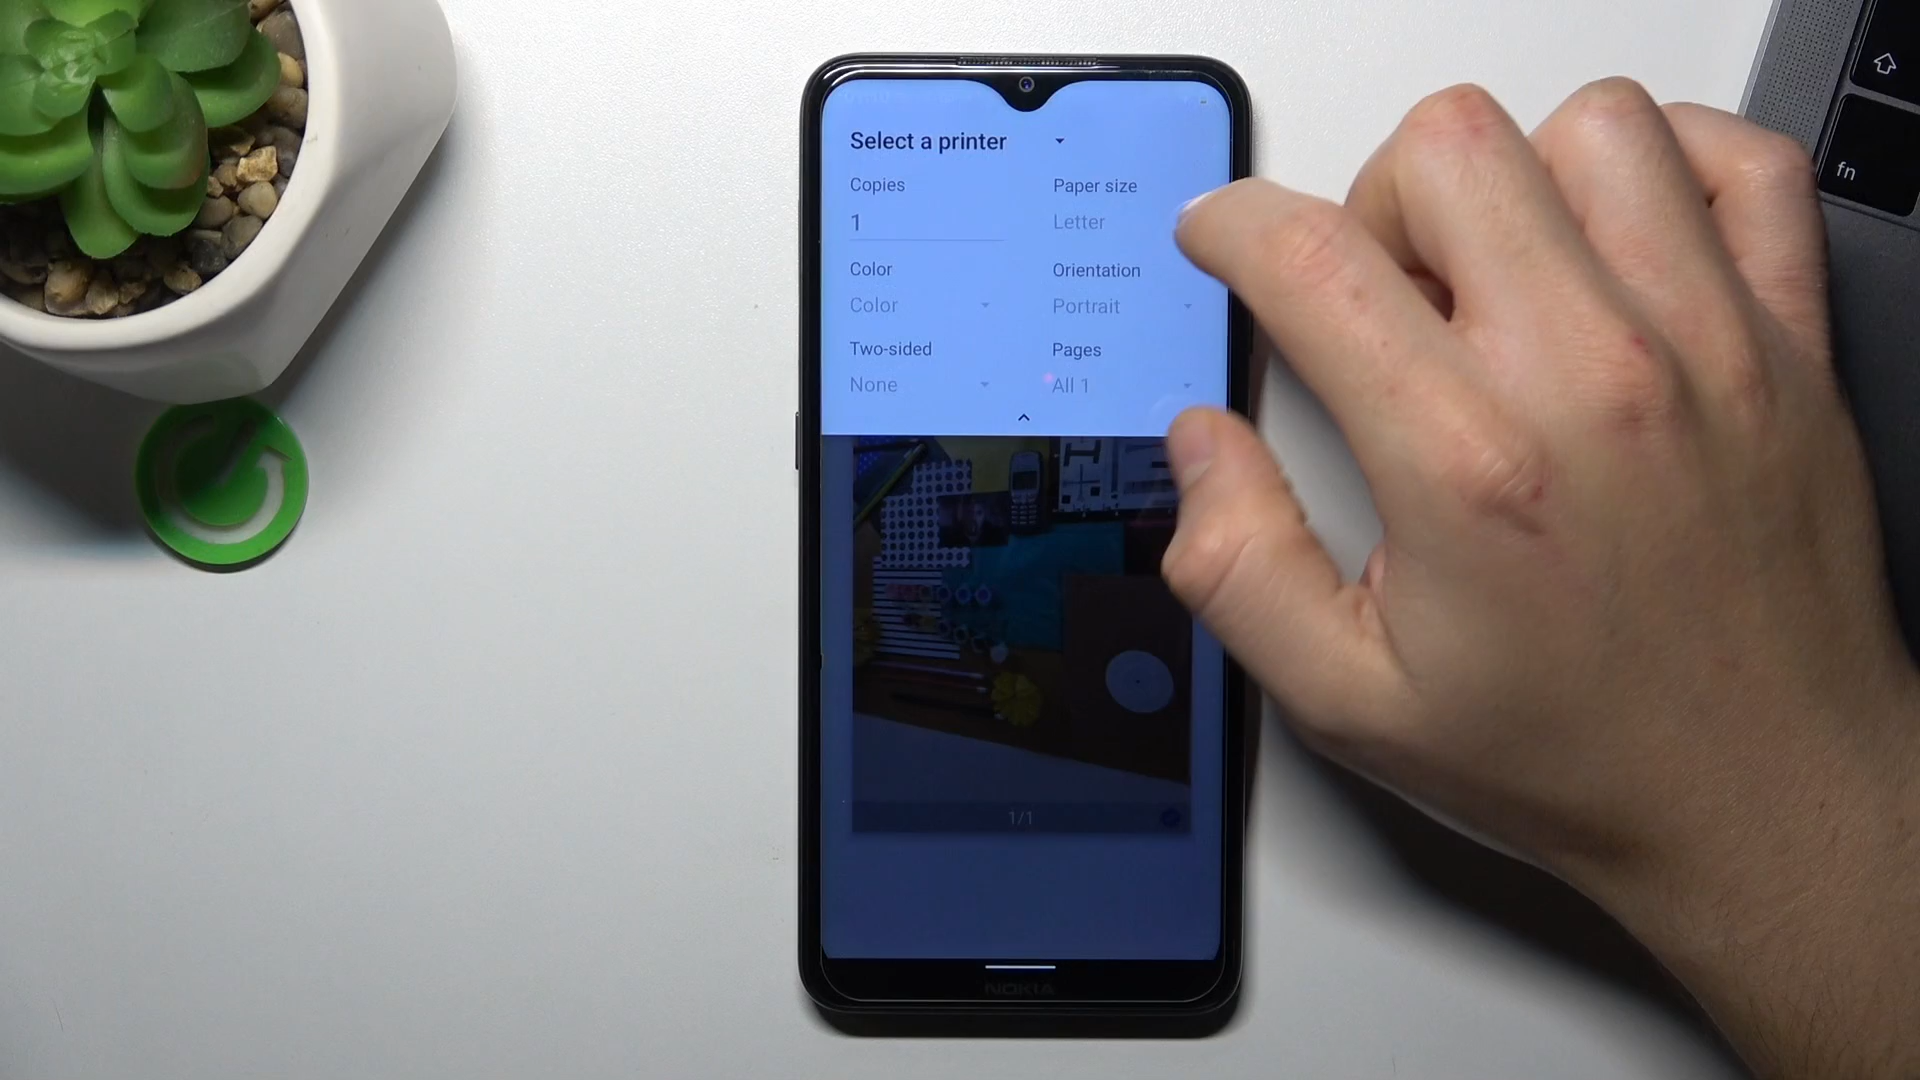 Select a printer
Copies
Paper size
1
Letter
Color
Orientation
Color
Portrait
Two-sided
Pages
None
All 1
1/1
NOKIA
fn